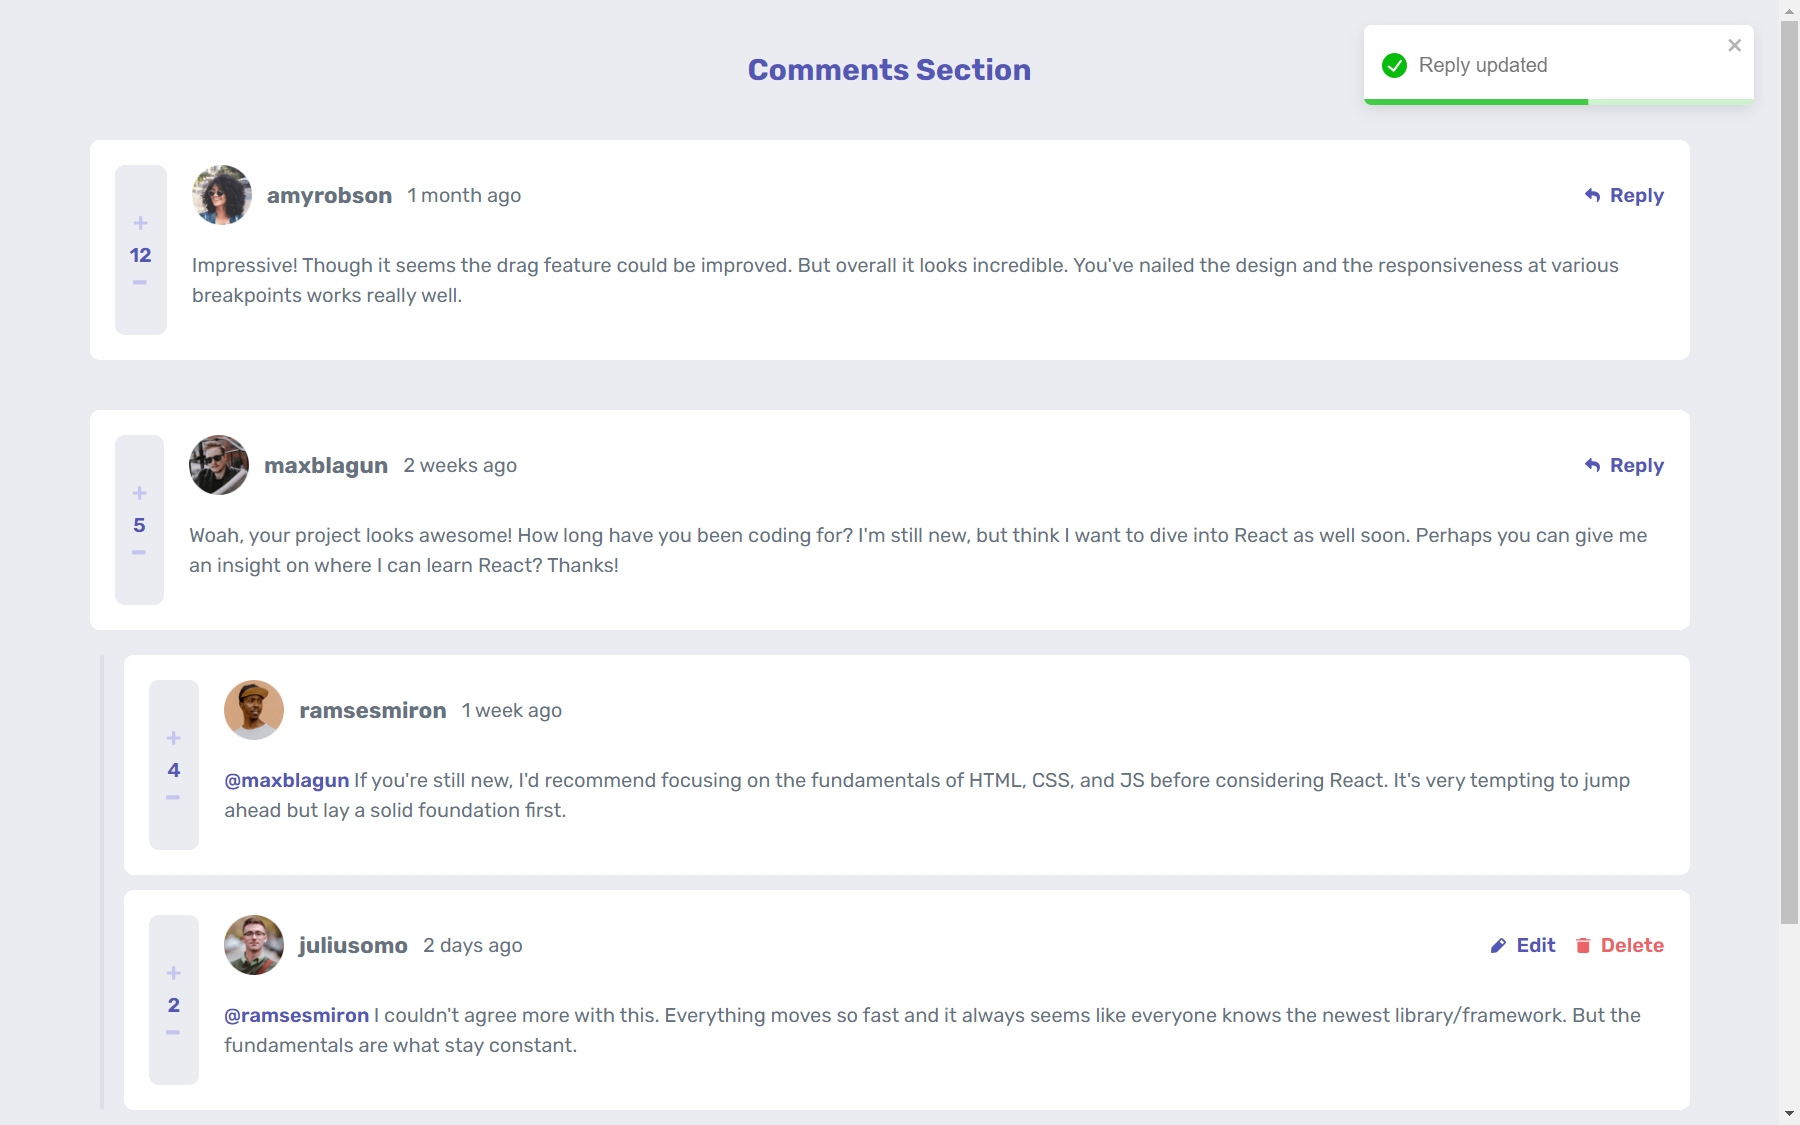 Comments Section
Reply updated
+
12
−
amyrobson 1 month ago
Reply
Impressive! Though it seems the drag feature could be improved. But overall it looks incredible. You've nailed the design and the responsiveness at various
breakpoints works really well.
+
5
−
maxblagun 2 weeks ago
Reply
Woah, your project looks awesome! How long have you been coding for? I'm still new, but think I want to dive into React as well soon. Perhaps you can give me
an insight on where I can learn React? Thanks!
+
4
−
ramsesmiron 1 week ago
@maxblagun If you're still new, I'd recommend focusing on the fundamentals of HTML, CSS, and JS before considering React. It's very tempting to jump
ahead but lay a solid foundation first.
+
2
−
juliusomo 2 days ago
Edit Delete
@ramsesmiron I couldn't agree more with this. Everything moves so fast and it always seems like everyone knows the newest library/framework. But the
fundamentals are what stay constant.